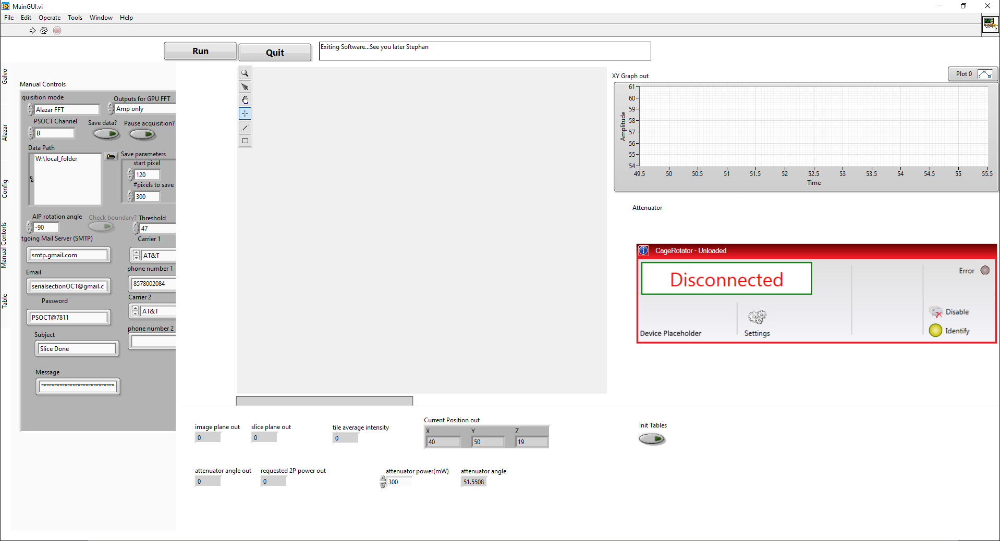 MainGUI.vi
File Edit Operate Tools Window Help
2
Run
Quit
Exiting Software...See you later Stephan
Galvo
Alazar
Config
Manual Contorls
Table
Manual Controls
quisition mode
Alazar FFT
Outputs for GPU FFT
Amp only
PSOCT Channel
B
Save data?
Pause acquisition?
Data Path
W:\local_folder
Save parameters
start pixel
120
#pixels to save
300
AIP rotation angle
-90
Check boundary?
Threshold
47
tgoing Mail Server (SMTP)
smtp.gmail.com
Carrier 1
AT&T
Email
serialsectionOCT@gmail.c
phone number 1
8578002084
Password
PSOCT@7811
Carrier 2
AT&T
Subject
Slice Done
phone number 2
Message
****************************
XY Graph out
Plot 0
Amplitude
61
60
59
58
57
56
55
54
49.5 50 50.5 51 51.5 52 52.5 53 53.5 54 54.5 55 55.5
Time
Attenuator
CageRotator - Unloaded
Disconnected
Error
Device Placeholder
Settings
Disable
Identify
image plane out
0
slice plane out
0
tile average intensity
0
Current Position out
X Y Z
40 50 19
Init Tables
attenuator angle out
0
requested 2P power out
0
attenuator power(mW)
300
attenuator angle
51.5508